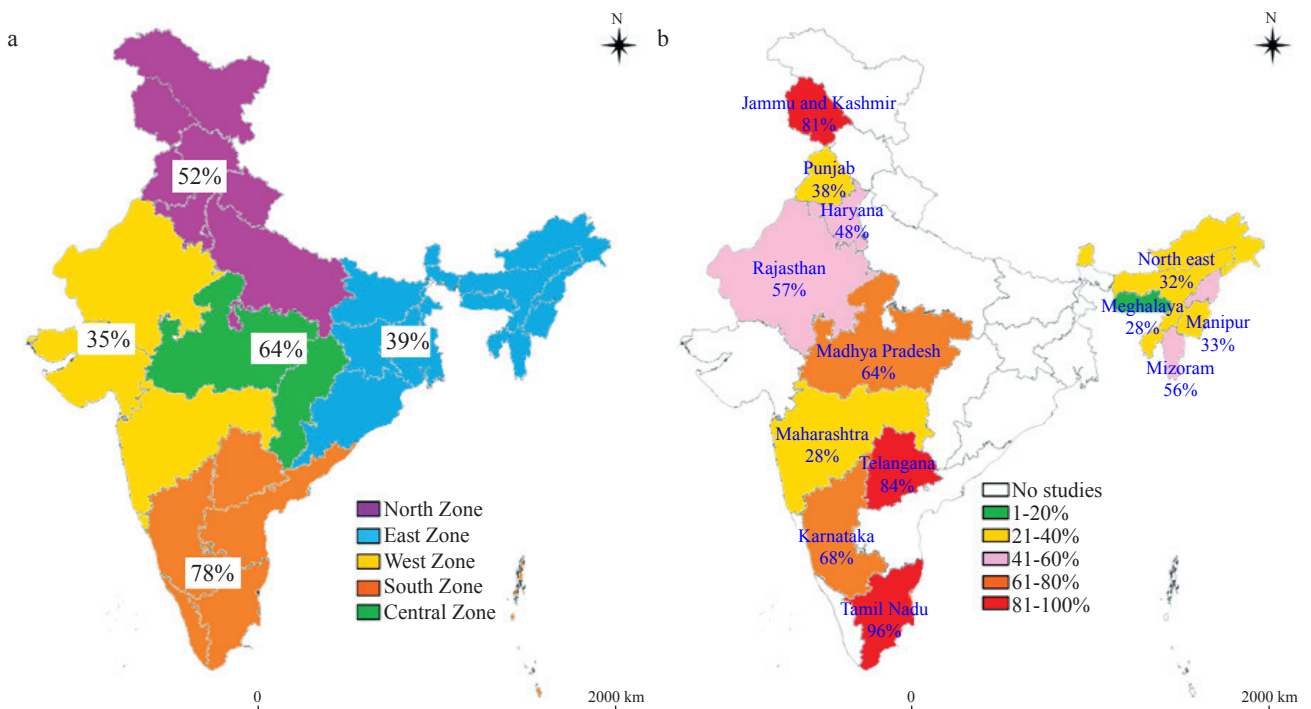 a
N
52%
35%
64%
39%
78%
North Zone
East Zone
West Zone
South Zone
Central Zone
0
2000 km
b
N
Jammu and Kashmir
81%
Punjab
38%
Haryana
48%
Rajasthan
57%
North east
32%
Meghalaya
28%
Manipur
33%
Mizoram
56%
Madhya Pradesh
64%
Maharashtra
28%
Telangana
84%
Karnataka
68%
Tamil Nadu
96%
No studies
1-20%
21-40%
41-60%
61-80%
81-100%
0
2000 km